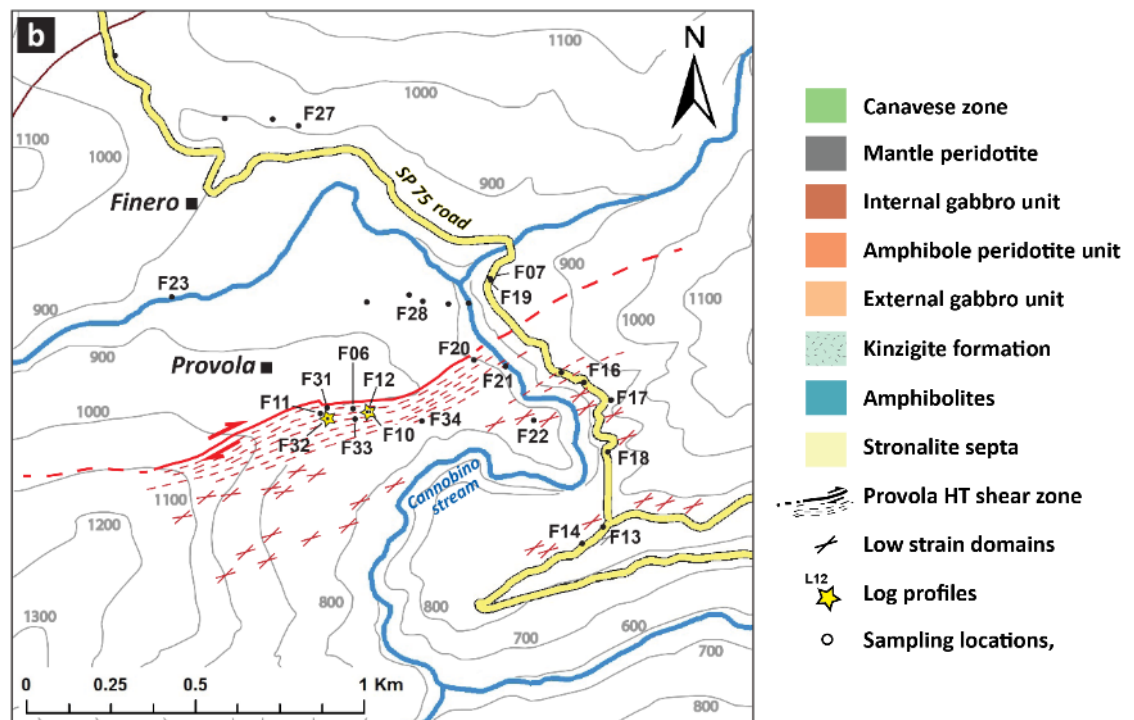 b
1100
N
1000
F27
1100
1000
900
SP 75 road
Finero
F07
900
F19
1100
F23
F28
1000
900
F20
Provola
F06
F16
900
F31
F12
F21
F11
F17
1000
F34
F22
F32
F33
F10
F18
Cannobino
stream
1100
1200
F14
F13
800
800
1300
700
600
700
800
0
0.25
0.5
1 Km
Canavese zone
Mantle peridotite
Internal gabbro unit
Amphibole peridotite unit
External gabbro unit
Kinzigite formation
Amphibolites
Stronalite septa
Provola HT shear zone
Low strain domains
L12
Log profiles
Sampling locations,